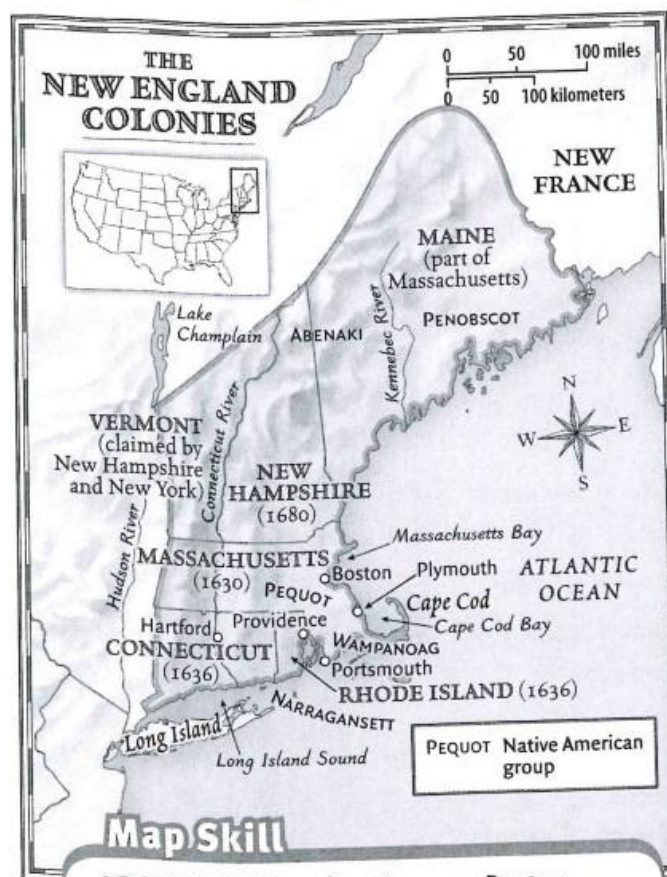 THE
NEW ENGLAND
COLONIES
0 50 100 miles
0 50 100 kilometers
NEW
FRANCE
MAINE
(part of
Massachusetts)
Kennebec River
PENOBSCOT
Lake
Champlain
ABENAKI
Connecticut River
VERMONT
(claimed by
New Hampshire
and New York)
NEW
HAMPSHIRE
(1680)
Hudson River
N
W E
S
Massachusetts Bay
MASSACHUSETTS
(1630)
PEQUOT
Boston
Plymouth
ATLANTIC
OCEAN
Cape Cod
Cape Cod Bay
Hartford
Providence
WAMPANOAG
CONNECTICUT
(1636)
Portsmouth
RHODE ISLAND (1636)
NARRAGANSETT
Long Island
Long Island Sound
PEQUOT Native American
group
Map Skill